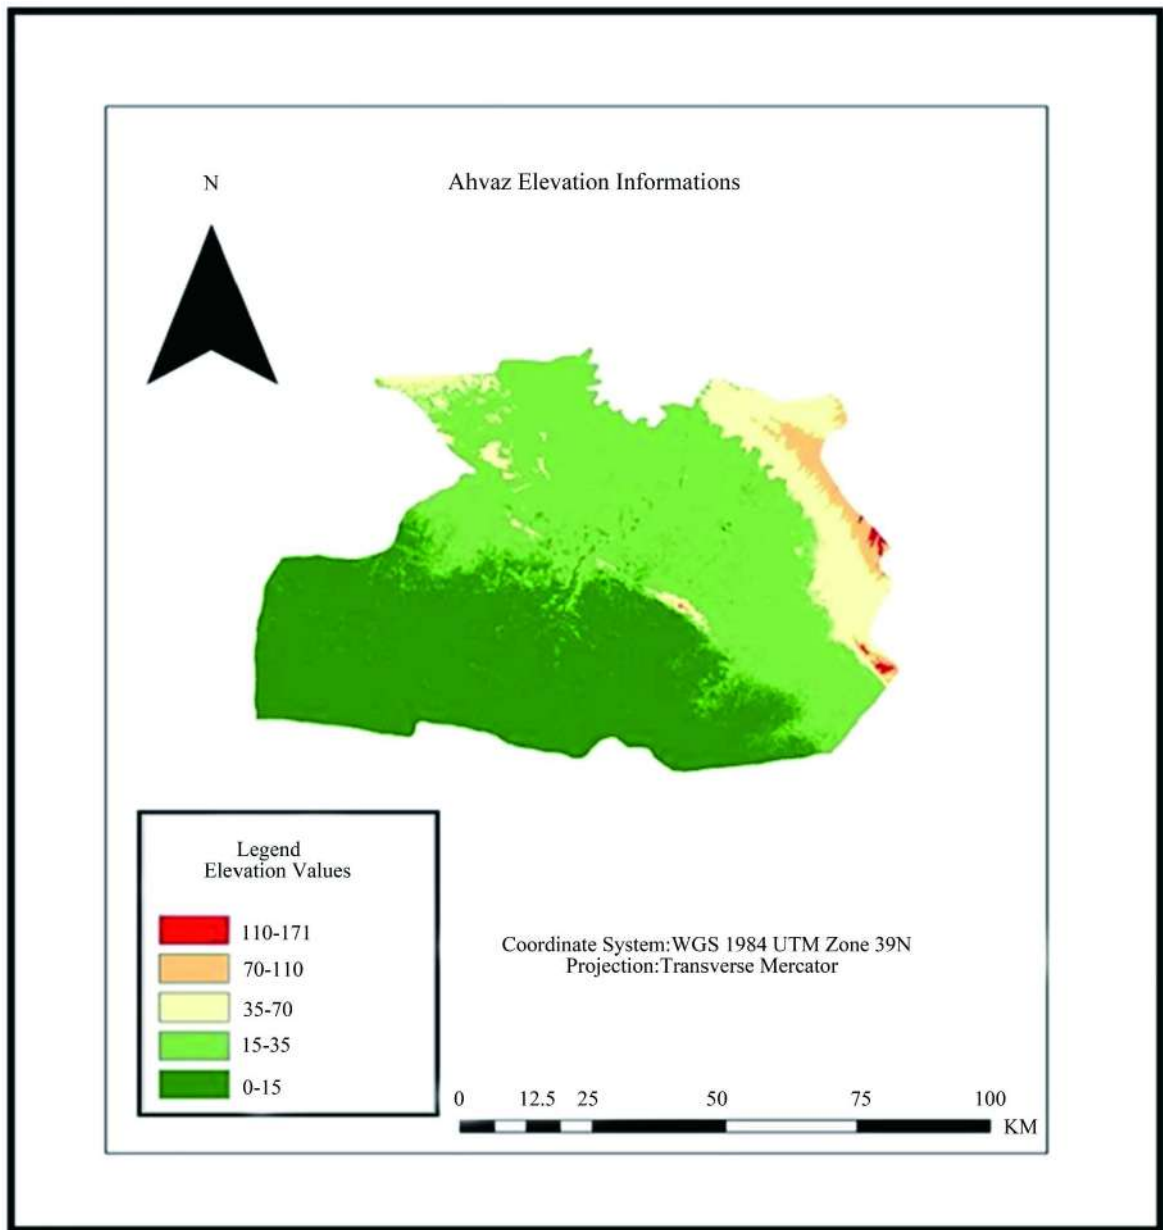 N
Ahvaz Elevation Informations
Legend
Elevation Values
110-171
70-110
35-70
15-35
0-15
Coordinate System:WGS 1984 UTM Zone 39N
Projection:Transverse Mercator
0 12.5 25 50 75 100
KM